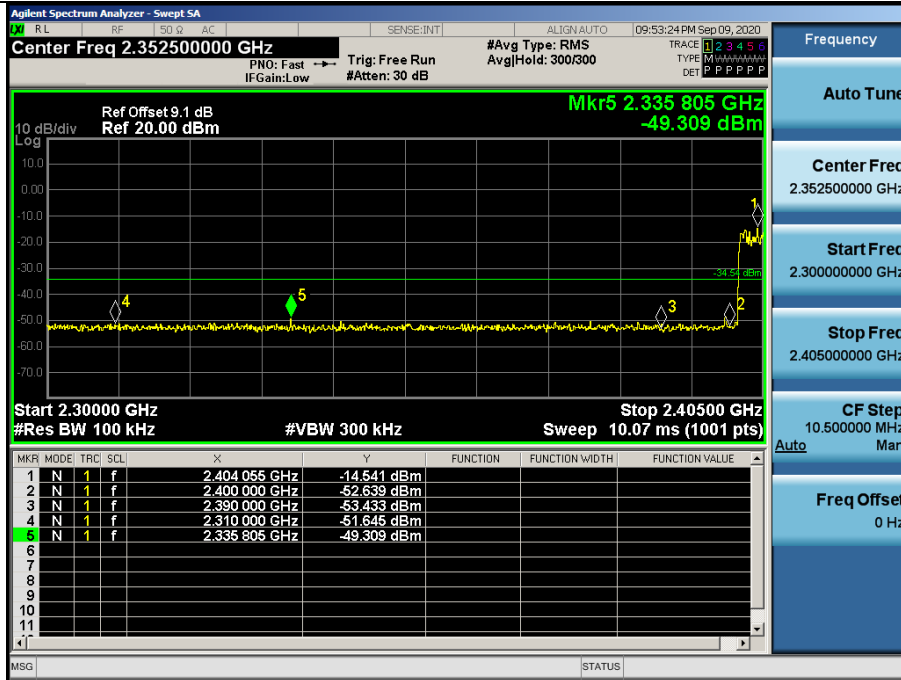 Agilent Spectrum Analyzer - Swept SA
LXI RL RF 50 Ω AC SENSE:INT ALIGN AUTO 09:53:24 PM Sep 09, 2020
Center Freq 2.352500000 GHz
PNO: Fast
IFGain:Low
Trig: Free Run
#Atten: 30 dB
#Avg Type: RMS
Avg|Hold: 300/300
TRACE 1 2 3 4 5 6
TYPE M
DET P P P P P P
Mkr5 2.335 805 GHz
-49.309 dBm
Ref Offset 9.1 dB
10 dB/div Ref 20.00 dBm
Log
10.0
0.00
-10.0
-20.0
-30.0
-40.0
-50.0
-60.0
-70.0
1
-34.54 dBm
4
5
3
2
Start 2.30000 GHz Stop 2.40500 GHz
#Res BW 100 kHz #VBW 300 kHz Sweep 10.07 ms (1001 pts)
MKR MODE TRC SCL X Y FUNCTION FUNCTION WIDTH FUNCTION VALUE
1 N 1 f 2.404 055 GHz -14.541 dBm
2 N 1 f 2.400 000 GHz -52.639 dBm
3 N 1 f 2.390 000 GHz -53.433 dBm
4 N 1 f 2.310 000 GHz -51.645 dBm
5 N 1 f 2.335 805 GHz -49.309 dBm
6
7
8
9
10
11
MSG STATUS
Frequency
Auto Tune
Center Freq
2.352500000 GHz
Start Freq
2.300000000 GHz
Stop Freq
2.405000000 GHz
CF Step
10.500000 MHz
Auto Man
Freq Offset
0 Hz